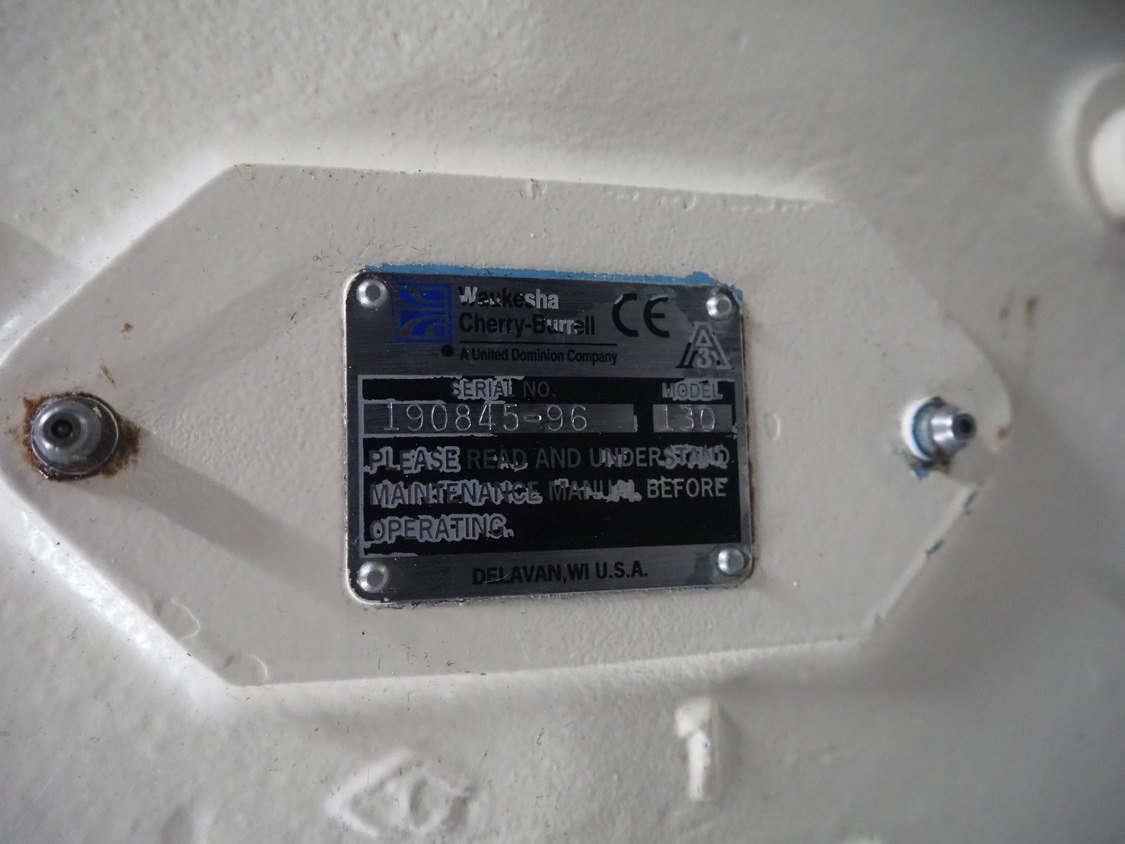 Waukesha
Cherry-Burrell
CE
A United Dominion Company
A
3
SERIAL NO. MODEL
190845-96 130
PLEASE READ AND UNDERSTAND
MAINTENANCE MANUAL BEFORE
OPERATING.
DELAVAN, WI U.S.A.